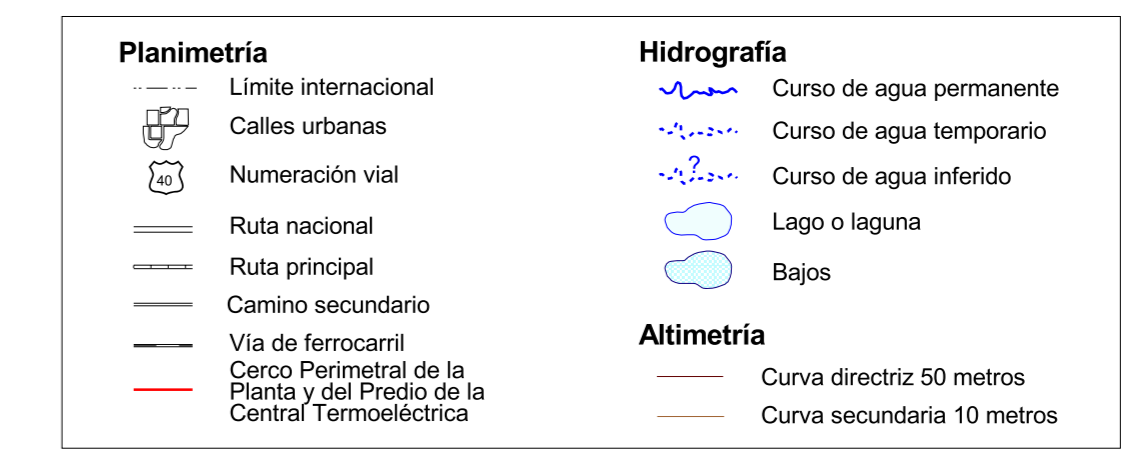 Planimetría
Límite internacional
Calles urbanas
40
Numeración vial
Ruta nacional
Ruta principal
Camino secundario
Vía de ferrocarril
Cerco Perimetral de la
Planta y del Predio de la
Central Termoeléctrica
Hidrografía
Curso de agua permanente
Curso de agua temporario
?
Curso de agua inferido
Lago o laguna
Bajos
Altimetría
Curva directriz 50 metros
Curva secundaria 10 metros